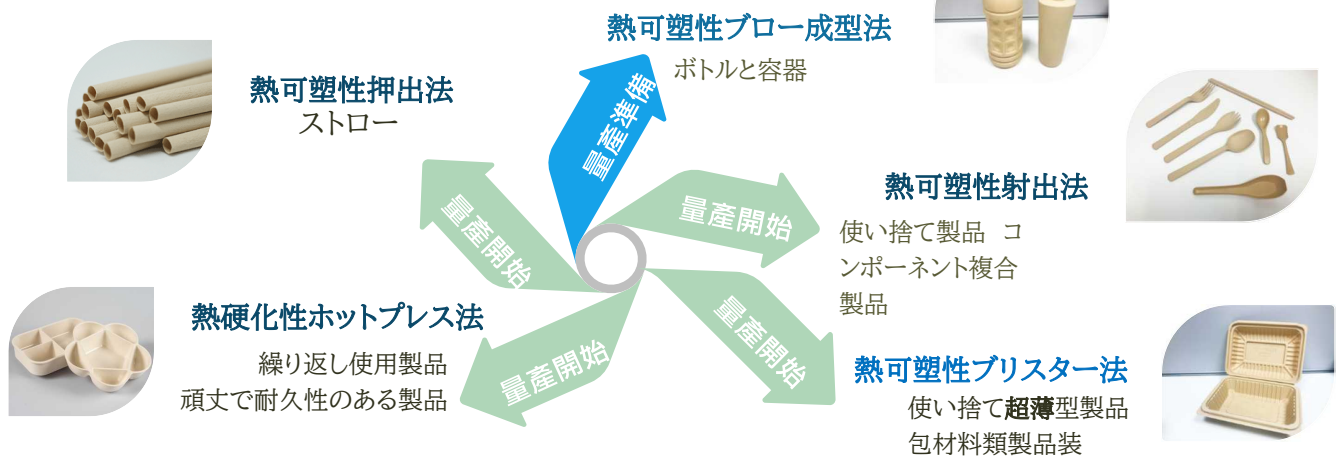 熱可塑性ブロー成型法
ボトルと容器
量産準備
熱可塑性押出法
ストロー
量産開始
熱可塑性射出法
使い捨て製品 コ
ンポーネント複合
製品
量産開始
熱硬化性ホットプレス法
繰り返し使用製品
頑丈で耐久性のある製品
量産開始
熱可塑性ブリスター法
使い捨て超薄型製品
包材料類製品装
量産開始